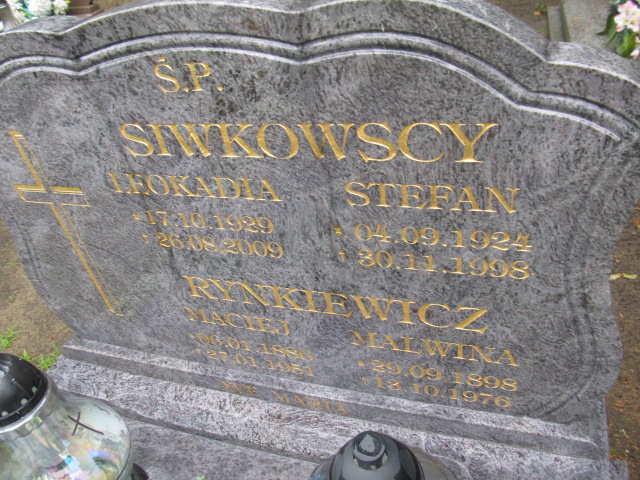 Ś.P.
SIWKOWSCY
LEOKADIA STEFAN
*17.10.1929 *04.09.1924
†26.08.2009 †30.11.1998
RYNKIEWICZ
MACIEJ MALWINA
*06.01.1886 *29.09.1898
†27.01.1951 †12.10.1976